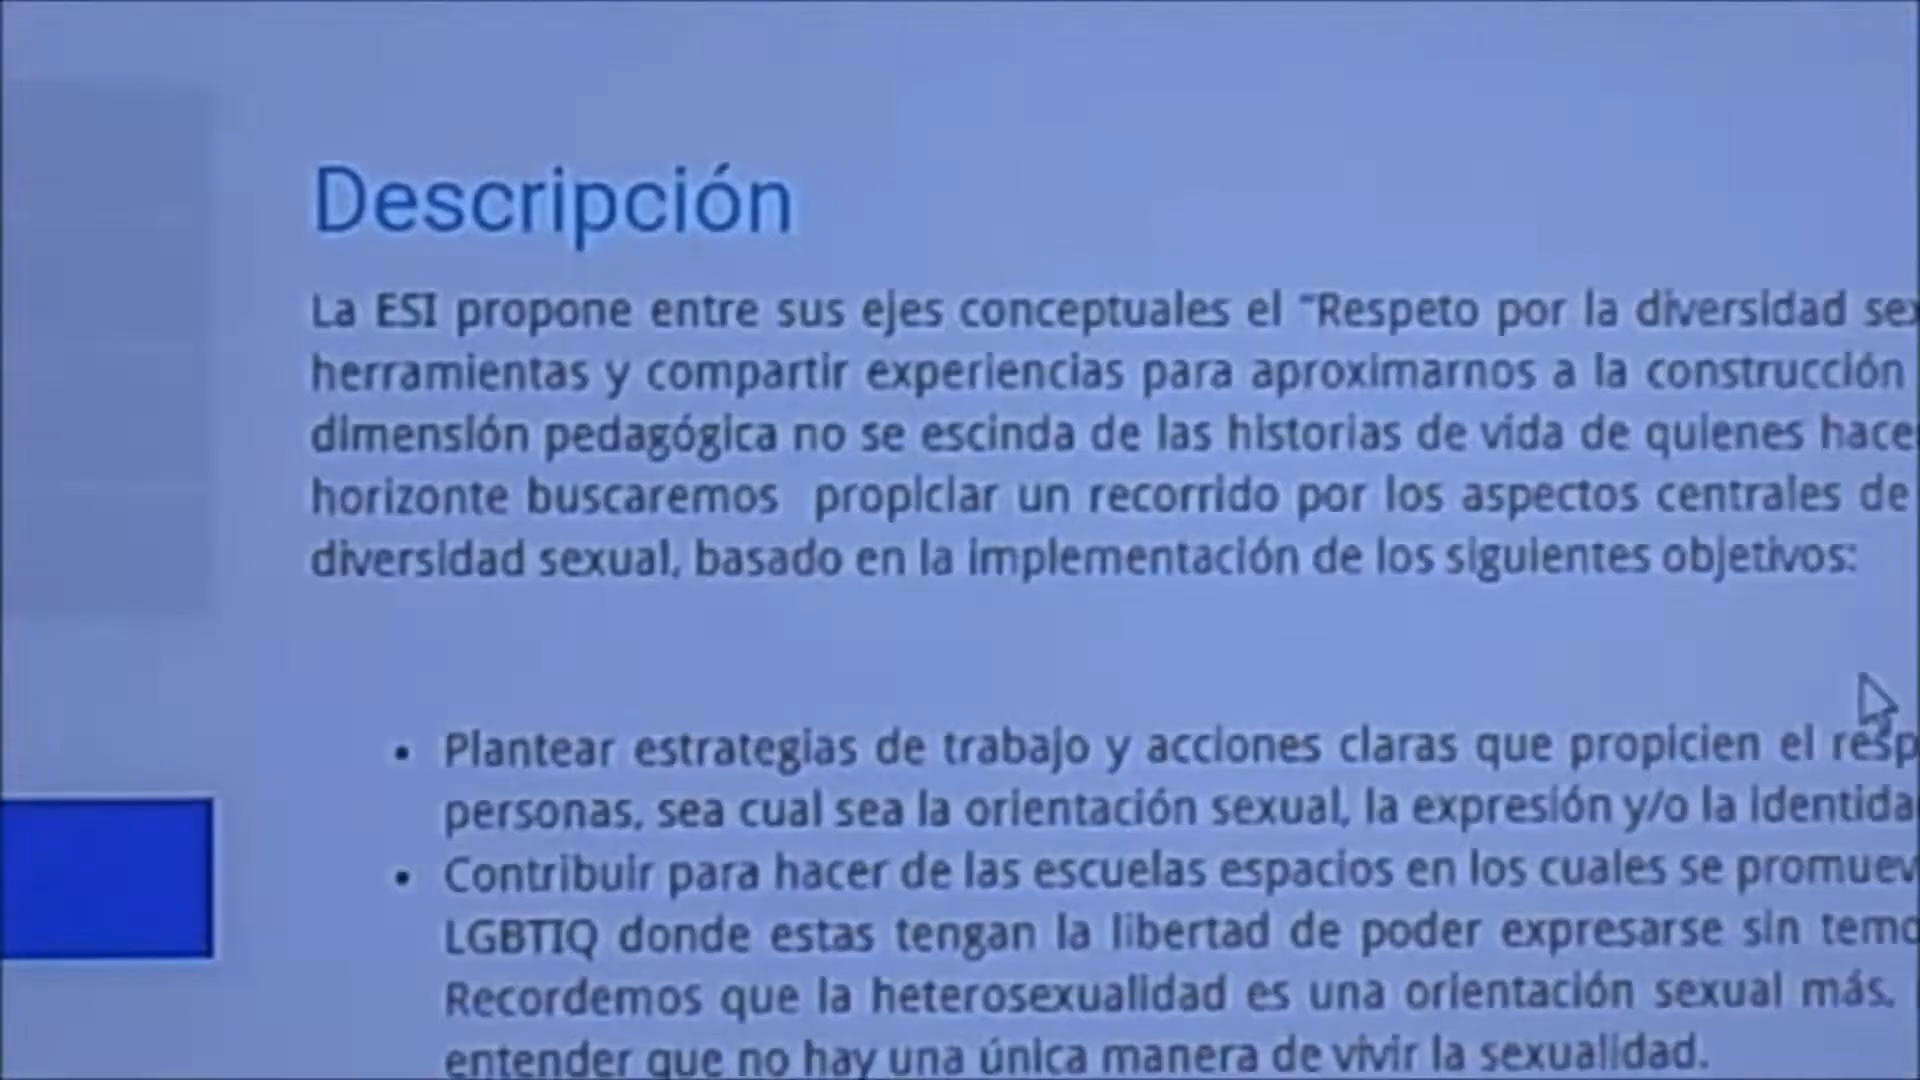 Descripción
La ESI propone entre sus ejes conceptuales el "Respeto por la diversidad
herramientas y compartir experiencias para aproximarnos a la construcción
dimensión pedagógica no se escinda de las historias de vida de quienes
horizonte buscaremos propiciar un recorrido por los aspectos centrales de
diversidad sexual, basado en la implementación de los siguientes objetivos:
• Plantear estrategias de trabajo y acciones claras que propicien el
personas, sea cual sea la orientación sexual, la expresión y/o la
• Contribuir para hacer de las escuelas espacios en los cuales se
LGBTIQ donde estas tengan la libertad de poder expresarse sin
Recordemos que la heterosexualidad es una orientación sexual más,
entender que no hay una única manera de vivir la sexualidad.